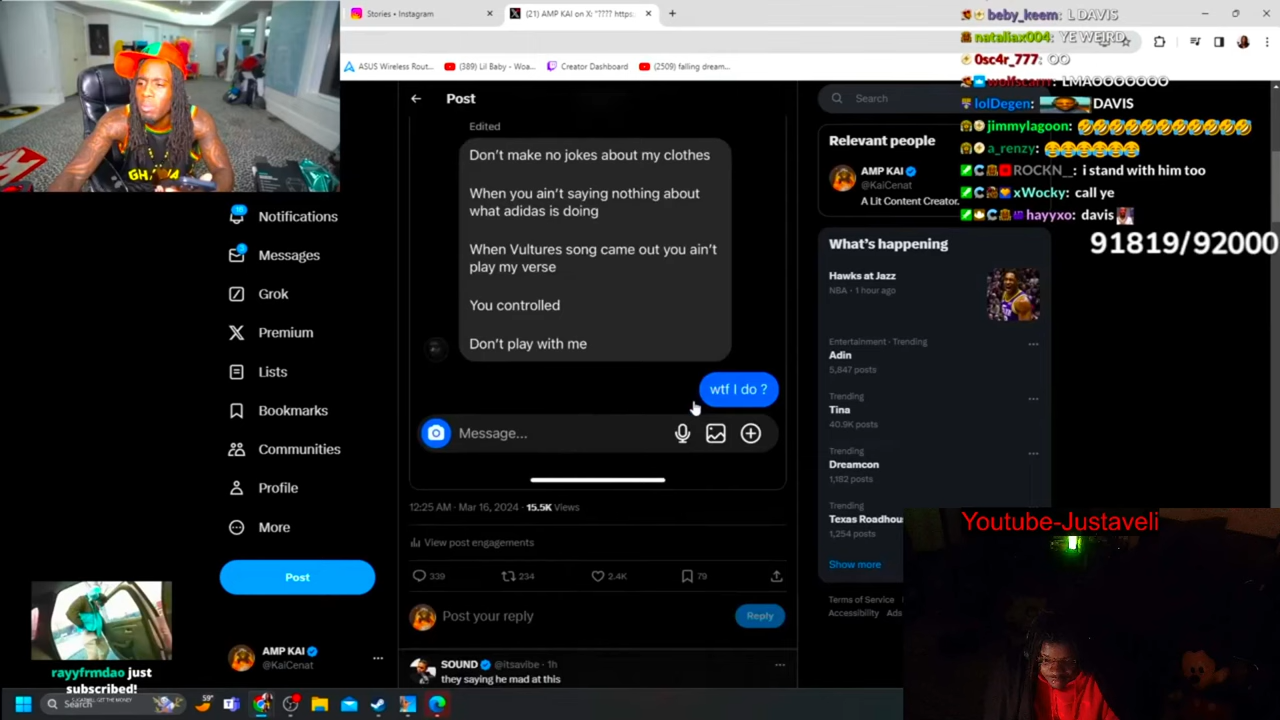 Stories • Instagram
(21) AMP KAI on X: "???? https:
ASUS Wireless Rout...
(389) Lil Baby - Woa...
Creator Dashboard
(2509) falling dream...
Post
Edited
Don't make no jokes about my clothes
When you ain't saying nothing about
what adidas is doing
When Vultures song came out you ain't
play my verse
You controlled
Don't play with me
wtf I do ?
Message...
12:25 AM · Mar 16, 2024 · 15.5K Views
View post engagements
339
234
2.4K
79
Post your reply
Reply
SOUND @itsavibe · 1h
they saying he mad at this
18
Notifications
3
Messages
Grok
Premium
Lists
Bookmarks
Communities
Profile
More
Post
AMP KAI
@KaiCenat
Search
Relevant people
AMP KAI
@KaiCenat
A Lit Content Creator.
What's happening
Hawks at Jazz
NBA · 1 hour ago
Entertainment · Trending
Adin
5,847 posts
Trending
Tina
40.9K posts
Trending
Dreamcon
1,182 posts
Trending
Texas Roadhou
1,254 posts
Show more
Terms of Service
Accessibility Ads
beby_keem: L DAVIS
nataliax004: YE WEIRD
0sc4r_777: OO
wolfscarrr: LMAOOOOOOO
lolDegen: DAVIS
jimmylagoon:
a_renzy:
ROCKN__: i stand with him too
xWocky: call ye
hayyxo: davis
91819/92000
Youtube-Justaveli
rayyfrmdao just
subscribed!
Search
59°